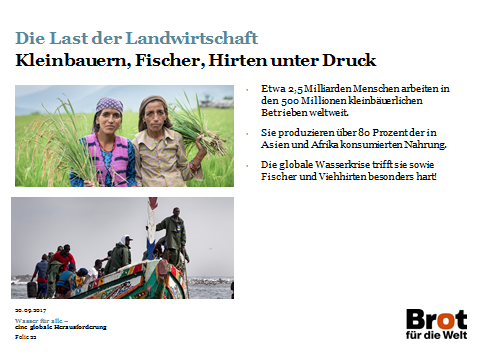 Die Last der Landwirtschaft
Kleinbauern, Fischer, Hirten unter Druck
Etwa 2,5 Milliarden Menschen arbeiten in
den 500 Millionen kleinbäuerlichen
Betrieben weltweit.
Sie produzieren über 80 Prozent der in
Asien und Afrika konsumierten Nahrung.
Die globale Wasserkrise trifft sie sowie
Fischer und Viehhirten besonders hart!
20.09.2017
Wasser für alle –
eine globale Herausforderung
Folie 22
Brot
für die Welt